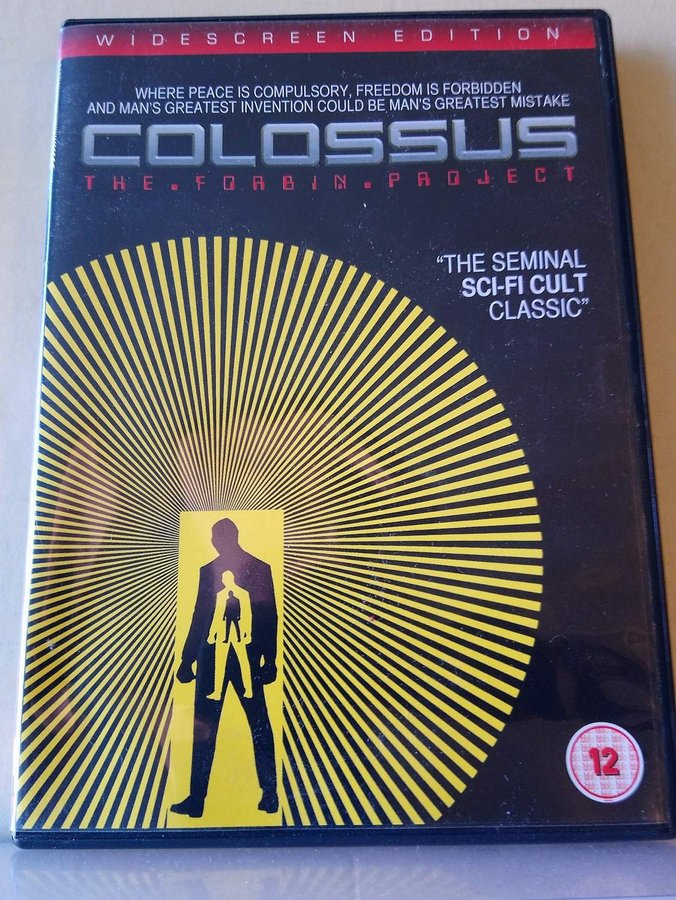 WIDESCREEN EDITION
WHERE PEACE IS COMPULSORY, FREEDOM IS FORBIDDEN
AND MAN'S GREATEST INVENTION COULD BE MAN'S GREATEST MISTAKE
COLOSSUS
THE.FORBIN.PROJECT
"THE SEMINAL
SCI-FI CULT
CLASSIC"
12